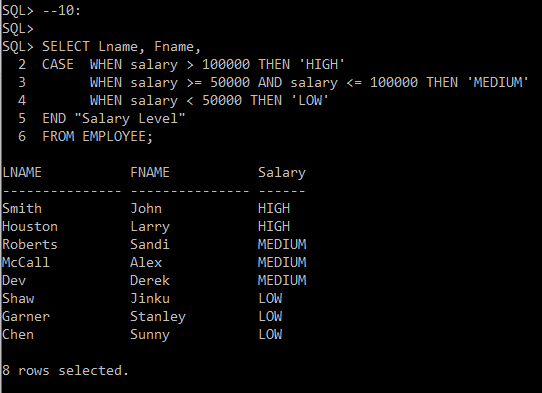 SQL> --10:
SQL>
SQL> SELECT Lname, Fname,
  2  CASE  WHEN salary > 100000 THEN 'HIGH'
  3        WHEN salary >= 50000 AND salary <= 100000 THEN 'MEDIUM'
  4        WHEN salary < 50000 THEN 'LOW'
  5  END "Salary Level"
  6  FROM EMPLOYEE;
LNAME           FNAME           Salary
--------------- --------------- ------
Smith           John            HIGH
Houston         Larry           HIGH
Roberts         Sandi           MEDIUM
McCall          Alex            MEDIUM
Dev             Derek           MEDIUM
Shaw            Jinku           LOW
Garner          Stanley         LOW
Chen            Sunny           LOW
8 rows selected.